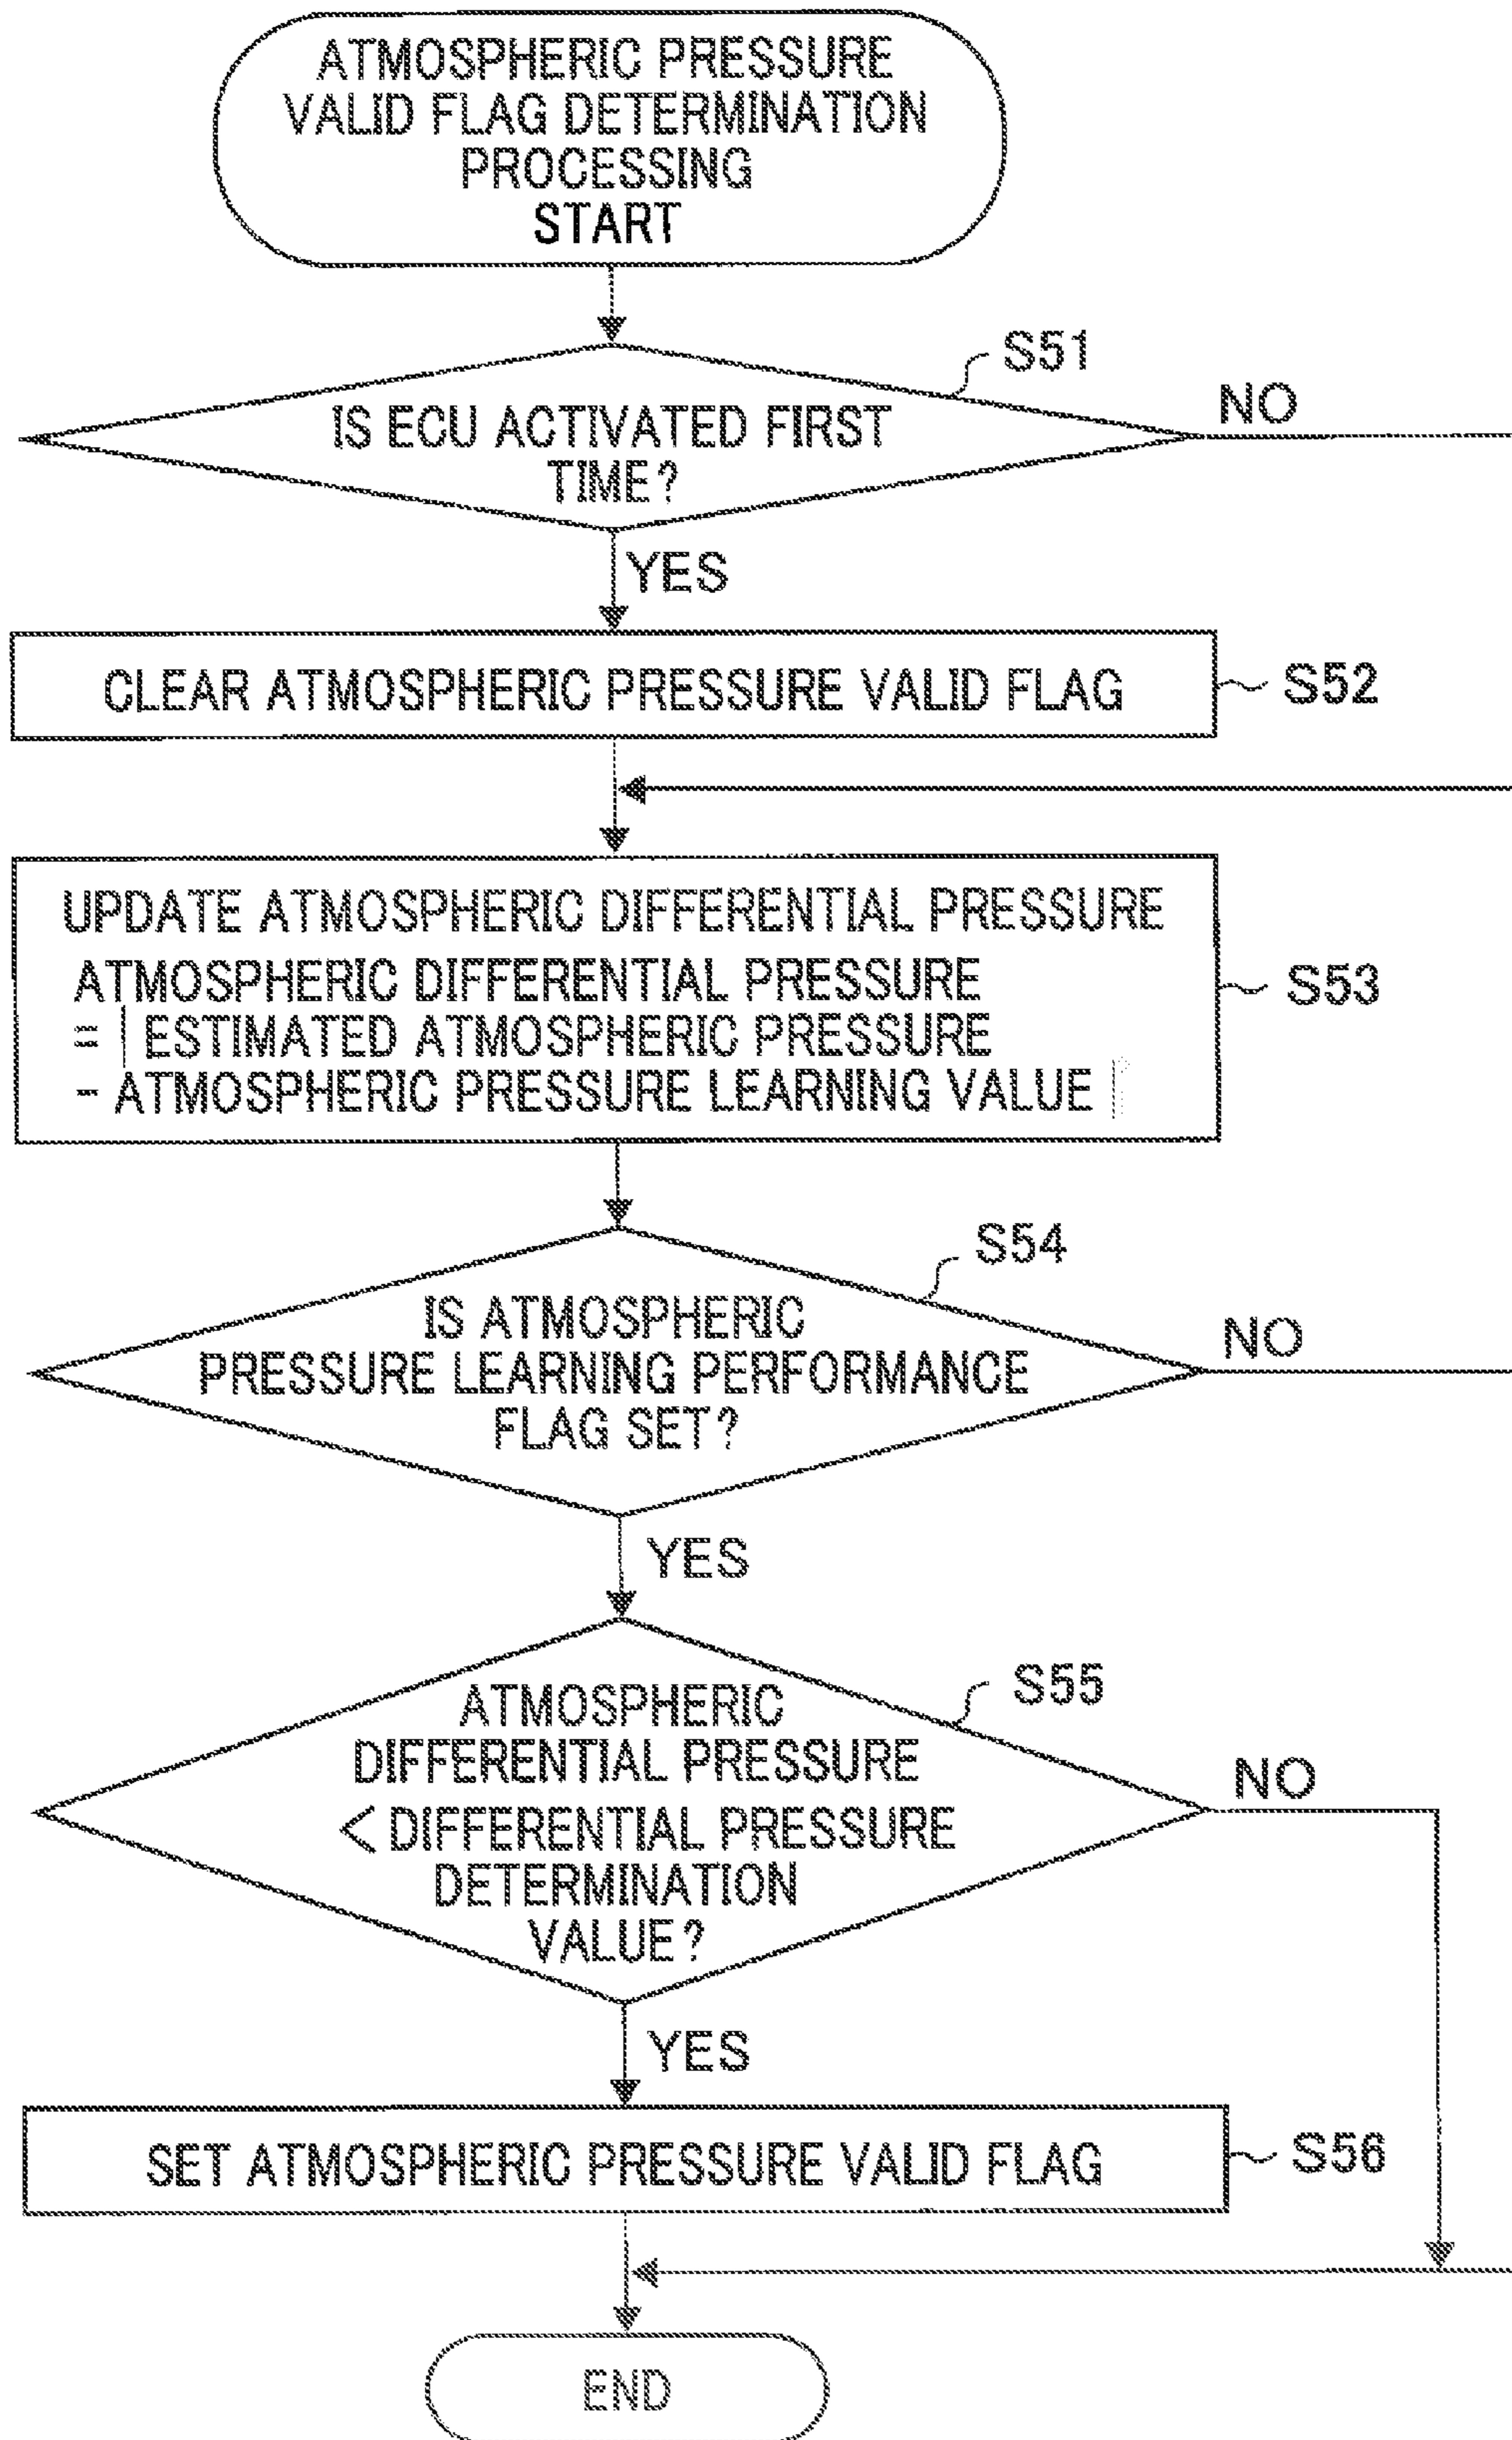 ATMOSPHERIC PRESSURE
VALID FLAG DETERMINATION
PROCESSING
START
S51
IS ECU ACTIVATED FIRST
TIME?
NO
YES
CLEAR ATMOSPHERIC PRESSURE VALID FLAG
S52
UPDATE ATMOSPHERIC DIFFERENTIAL PRESSURE
ATMOSPHERIC DIFFERENTIAL PRESSURE
= | ESTIMATED ATMOSPHERIC PRESSURE
- ATMOSPHERIC PRESSURE LEARNING VALUE |
S53
S54
IS ATMOSPHERIC
PRESSURE LEARNING PERFORMANCE
FLAG SET?
NO
YES
S55
ATMOSPHERIC
DIFFERENTIAL PRESSURE
< DIFFERENTIAL PRESSURE
DETERMINATION
VALUE?
NO
YES
SET ATMOSPHERIC PRESSURE VALID FLAG
S56
END